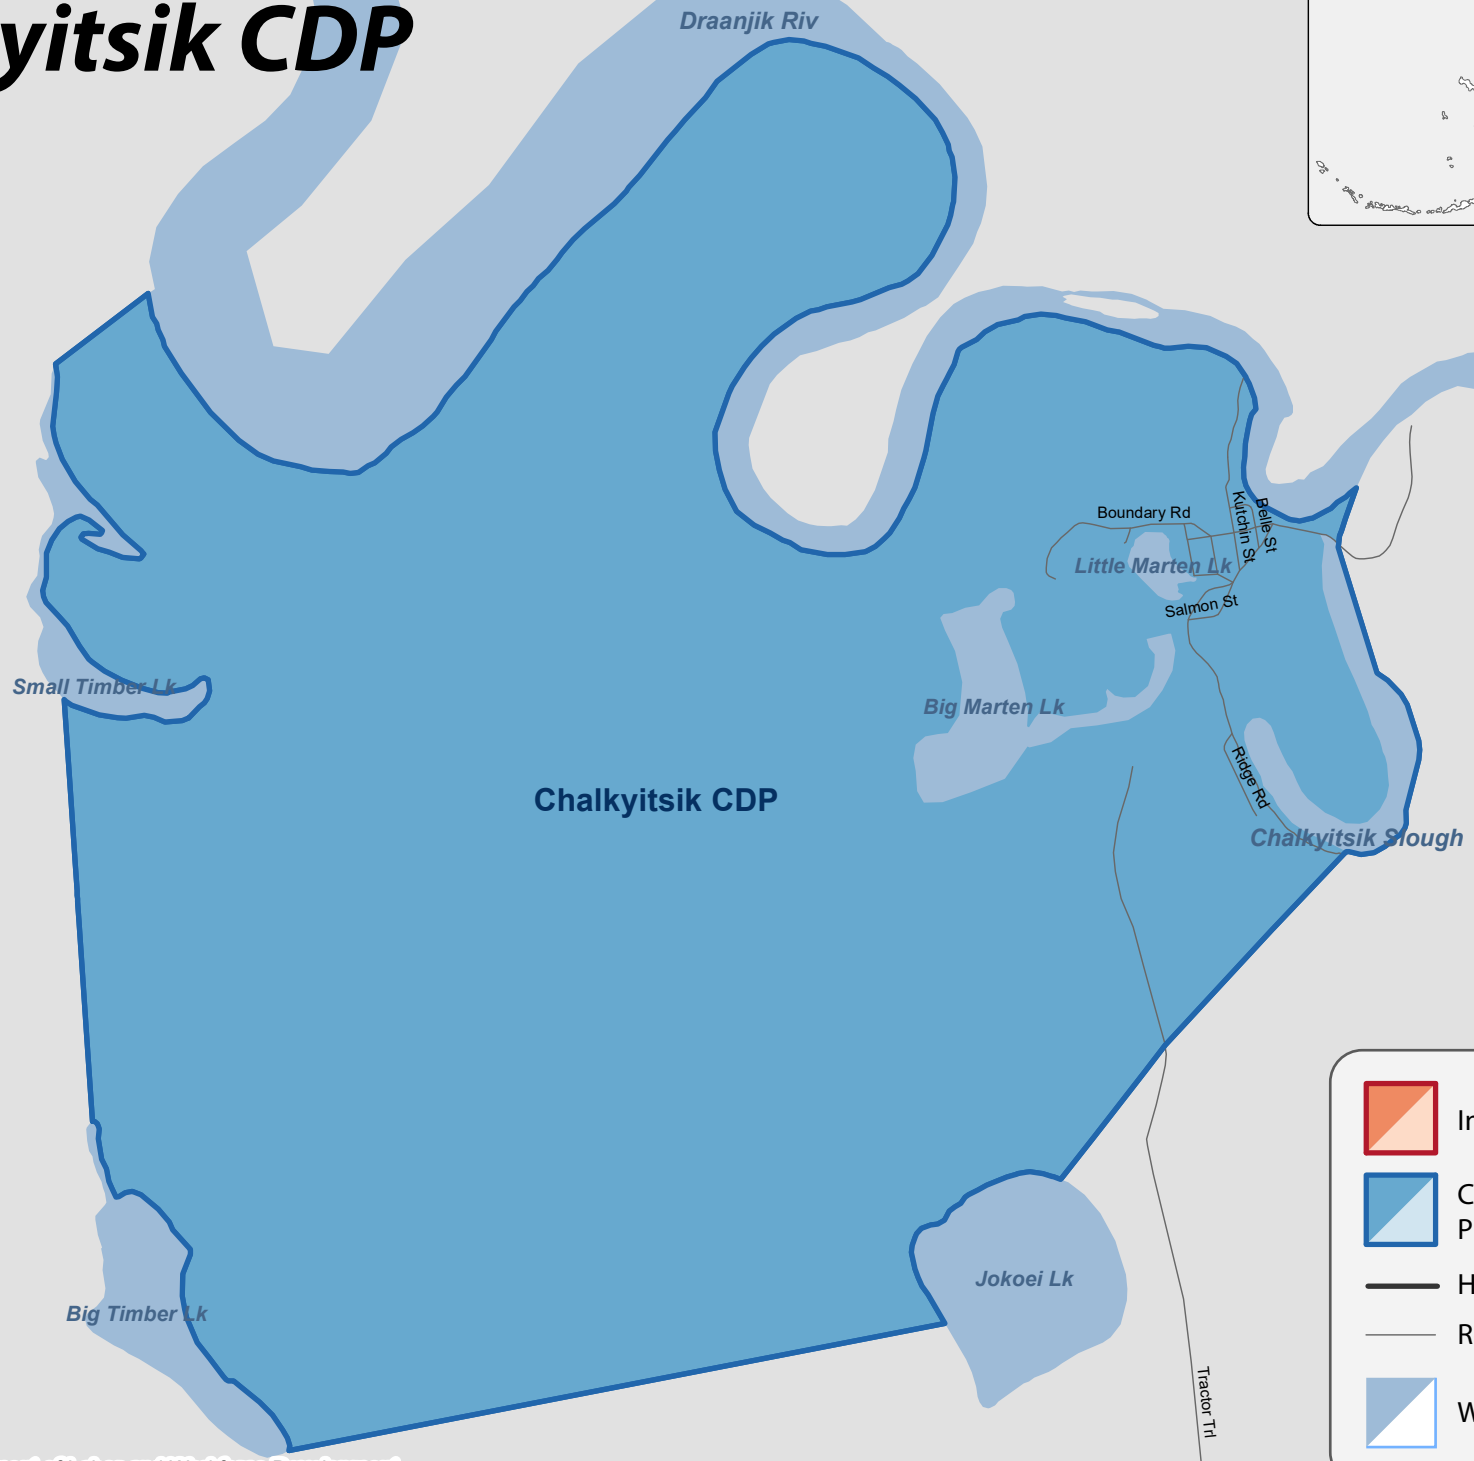 yitsik CDP
Draanjik Riv
Boundary Rd
Kutchin St
Belle St
Little Marten Lk
Salmon St
Small Timber Lk
Big Marten Lk
Ridge Rd
Chalkyitsik CDP
Chalkyitsik Slough
Jokoei Lk
Big Timber Lk
Tractor Trl
In
C
P
H
R
W